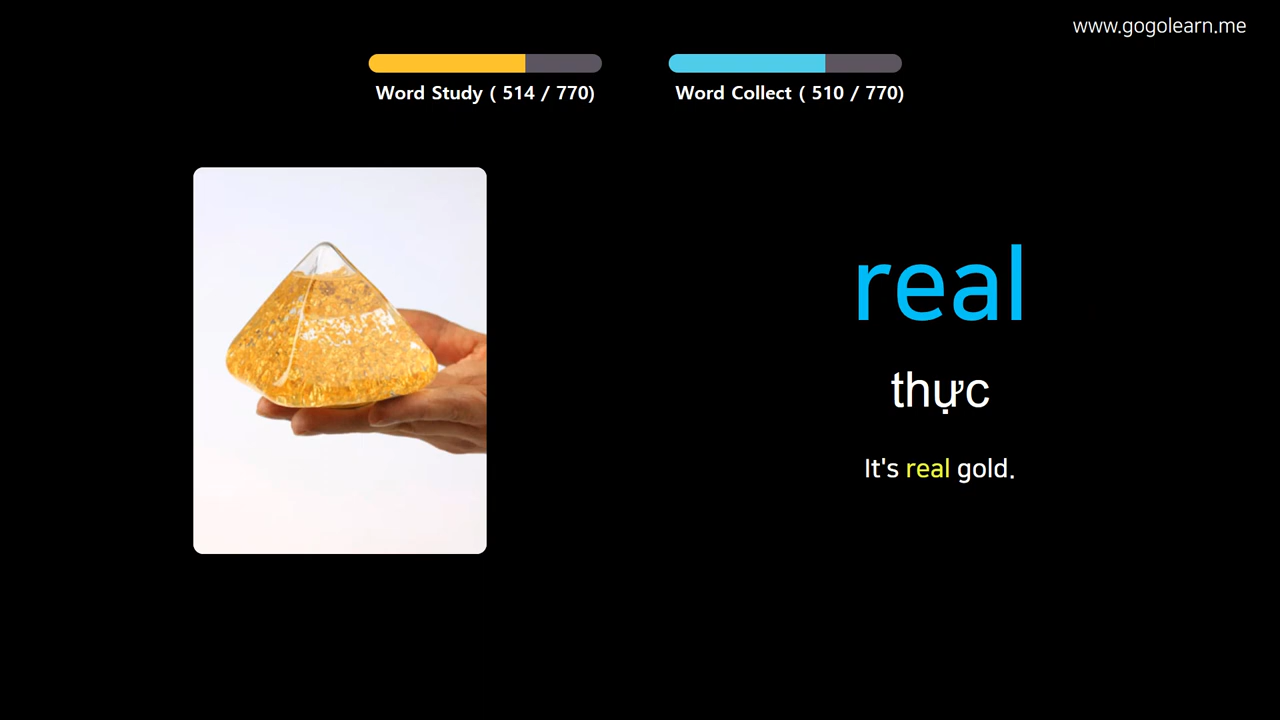 www.gogolearn.me
Word Study ( 514 / 770)
Word Collect ( 510 / 770)
real
thực
It's real gold.